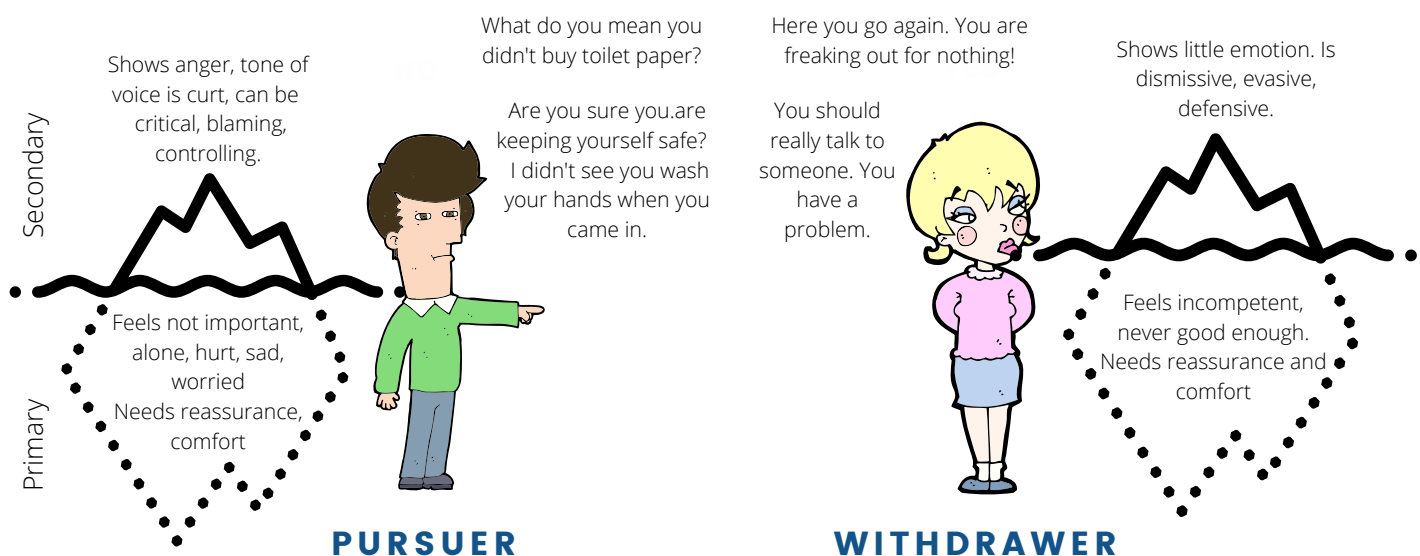 Secondary
Primary
Shows anger, tone of
voice is curt, can be
critical, blaming,
controlling.
Feels not important,
alone, hurt, sad,
worried
Needs reassurance,
comfort
What do you mean you
didn't buy toilet paper?
Are you sure you.are
keeping yourself safe?
I didn't see you wash
your hands when you
came in.
PURSUER
Here you go again. You are
freaking out for nothing!
You should
really talk to
someone. You
have a
problem.
WITHDRAWER
Shows little emotion. Is
dismissive, evasive,
defensive.
Feels incompetent,
never good enough.
Needs reassurance and
comfort